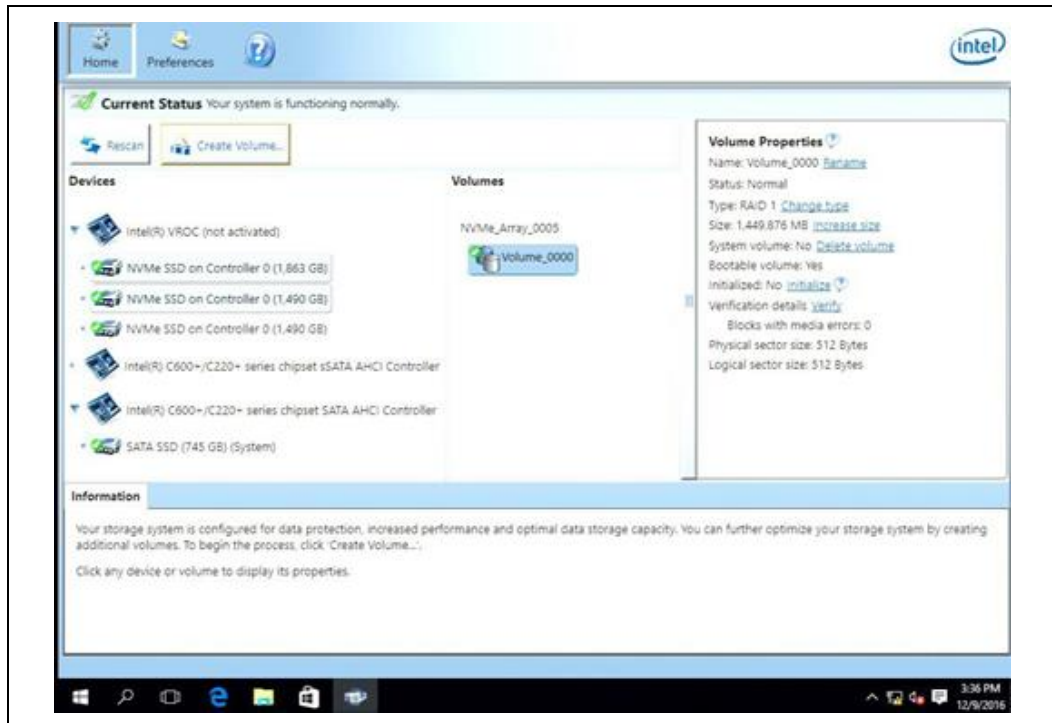 Home
Preferences
?
intel
Current Status Your system is functioning normally.
Rescan
Create Volume...
Devices
Intel(R) VROC (not activated)
NVMe SSD on Controller 0 (1,863 GB)
NVMe SSD on Controller 0 (1,490 GB)
NVMe SSD on Controller 0 (1,490 GB)
Intel(R) C600+/C220+ series chipset sSATA AHCI Controller
Intel(R) C600+/C220+ series chipset SATA AHCI Controller
SATA SSD (745 GB) (System)
Volumes
NVMe_Array_0005
Volume_0000
Volume Properties ?
Name: Volume_0000 Rename
Status: Normal
Type: RAID 1 Change type
Size: 1,449,876 MB Increase size
System volume: No Delete volume
Bootable volume: Yes
Initialized: No Initialize ?
Verification details Verify
Blocks with media errors: 0
Physical sector size: 512 Bytes
Logical sector size: 512 Bytes
Information
Your storage system is configured for data protection, increased performance and optimal data storage capacity. You can further optimize your storage system by creating
additional volumes. To begin the process, click 'Create Volume...'.
Click any device or volume to display its properties.
3:36 PM
12/9/2016